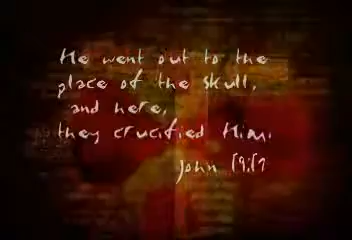 He went out to the
place of the skull,
and here,
they crucified Him.
John 19:17